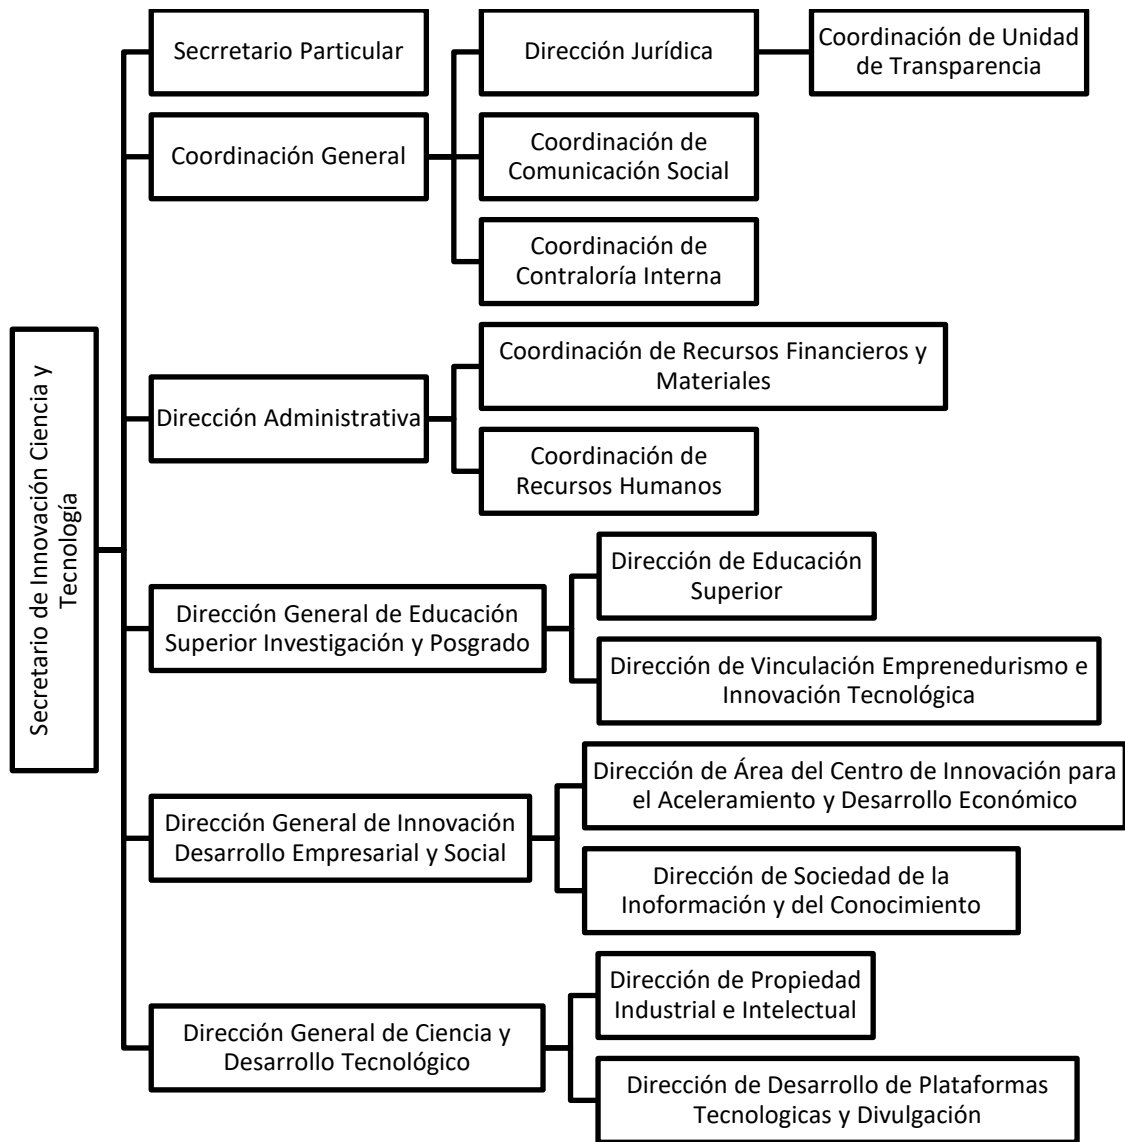 Secretario de Innovación Ciencia y
Tecnología
Secrretario Particular
Coordinación General
Dirección Jurídica
Coordinación de Unidad
de Transparencia
Coordinación de
Comunicación Social
Coordinación de
Contraloría Interna
Dirección Administrativa
Coordinación de Recursos Financieros y
Materiales
Coordinación de
Recursos Humanos
Dirección General de Educación
Superior Investigación y Posgrado
Dirección de Educación
Superior
Dirección de Vinculación Emprenedurismo e
Innovación Tecnológica
Dirección General de Innovación
Desarrollo Empresarial y Social
Dirección de Área del Centro de Innovación para
el Aceleramiento y Desarrollo Económico
Dirección de Sociedad de la
Inoformación y del Conocimiento
Dirección General de Ciencia y
Desarrollo Tecnológico
Dirección de Propiedad
Industrial e Intelectual
Dirección de Desarrollo de Plataformas
Tecnologicas y Divulgación